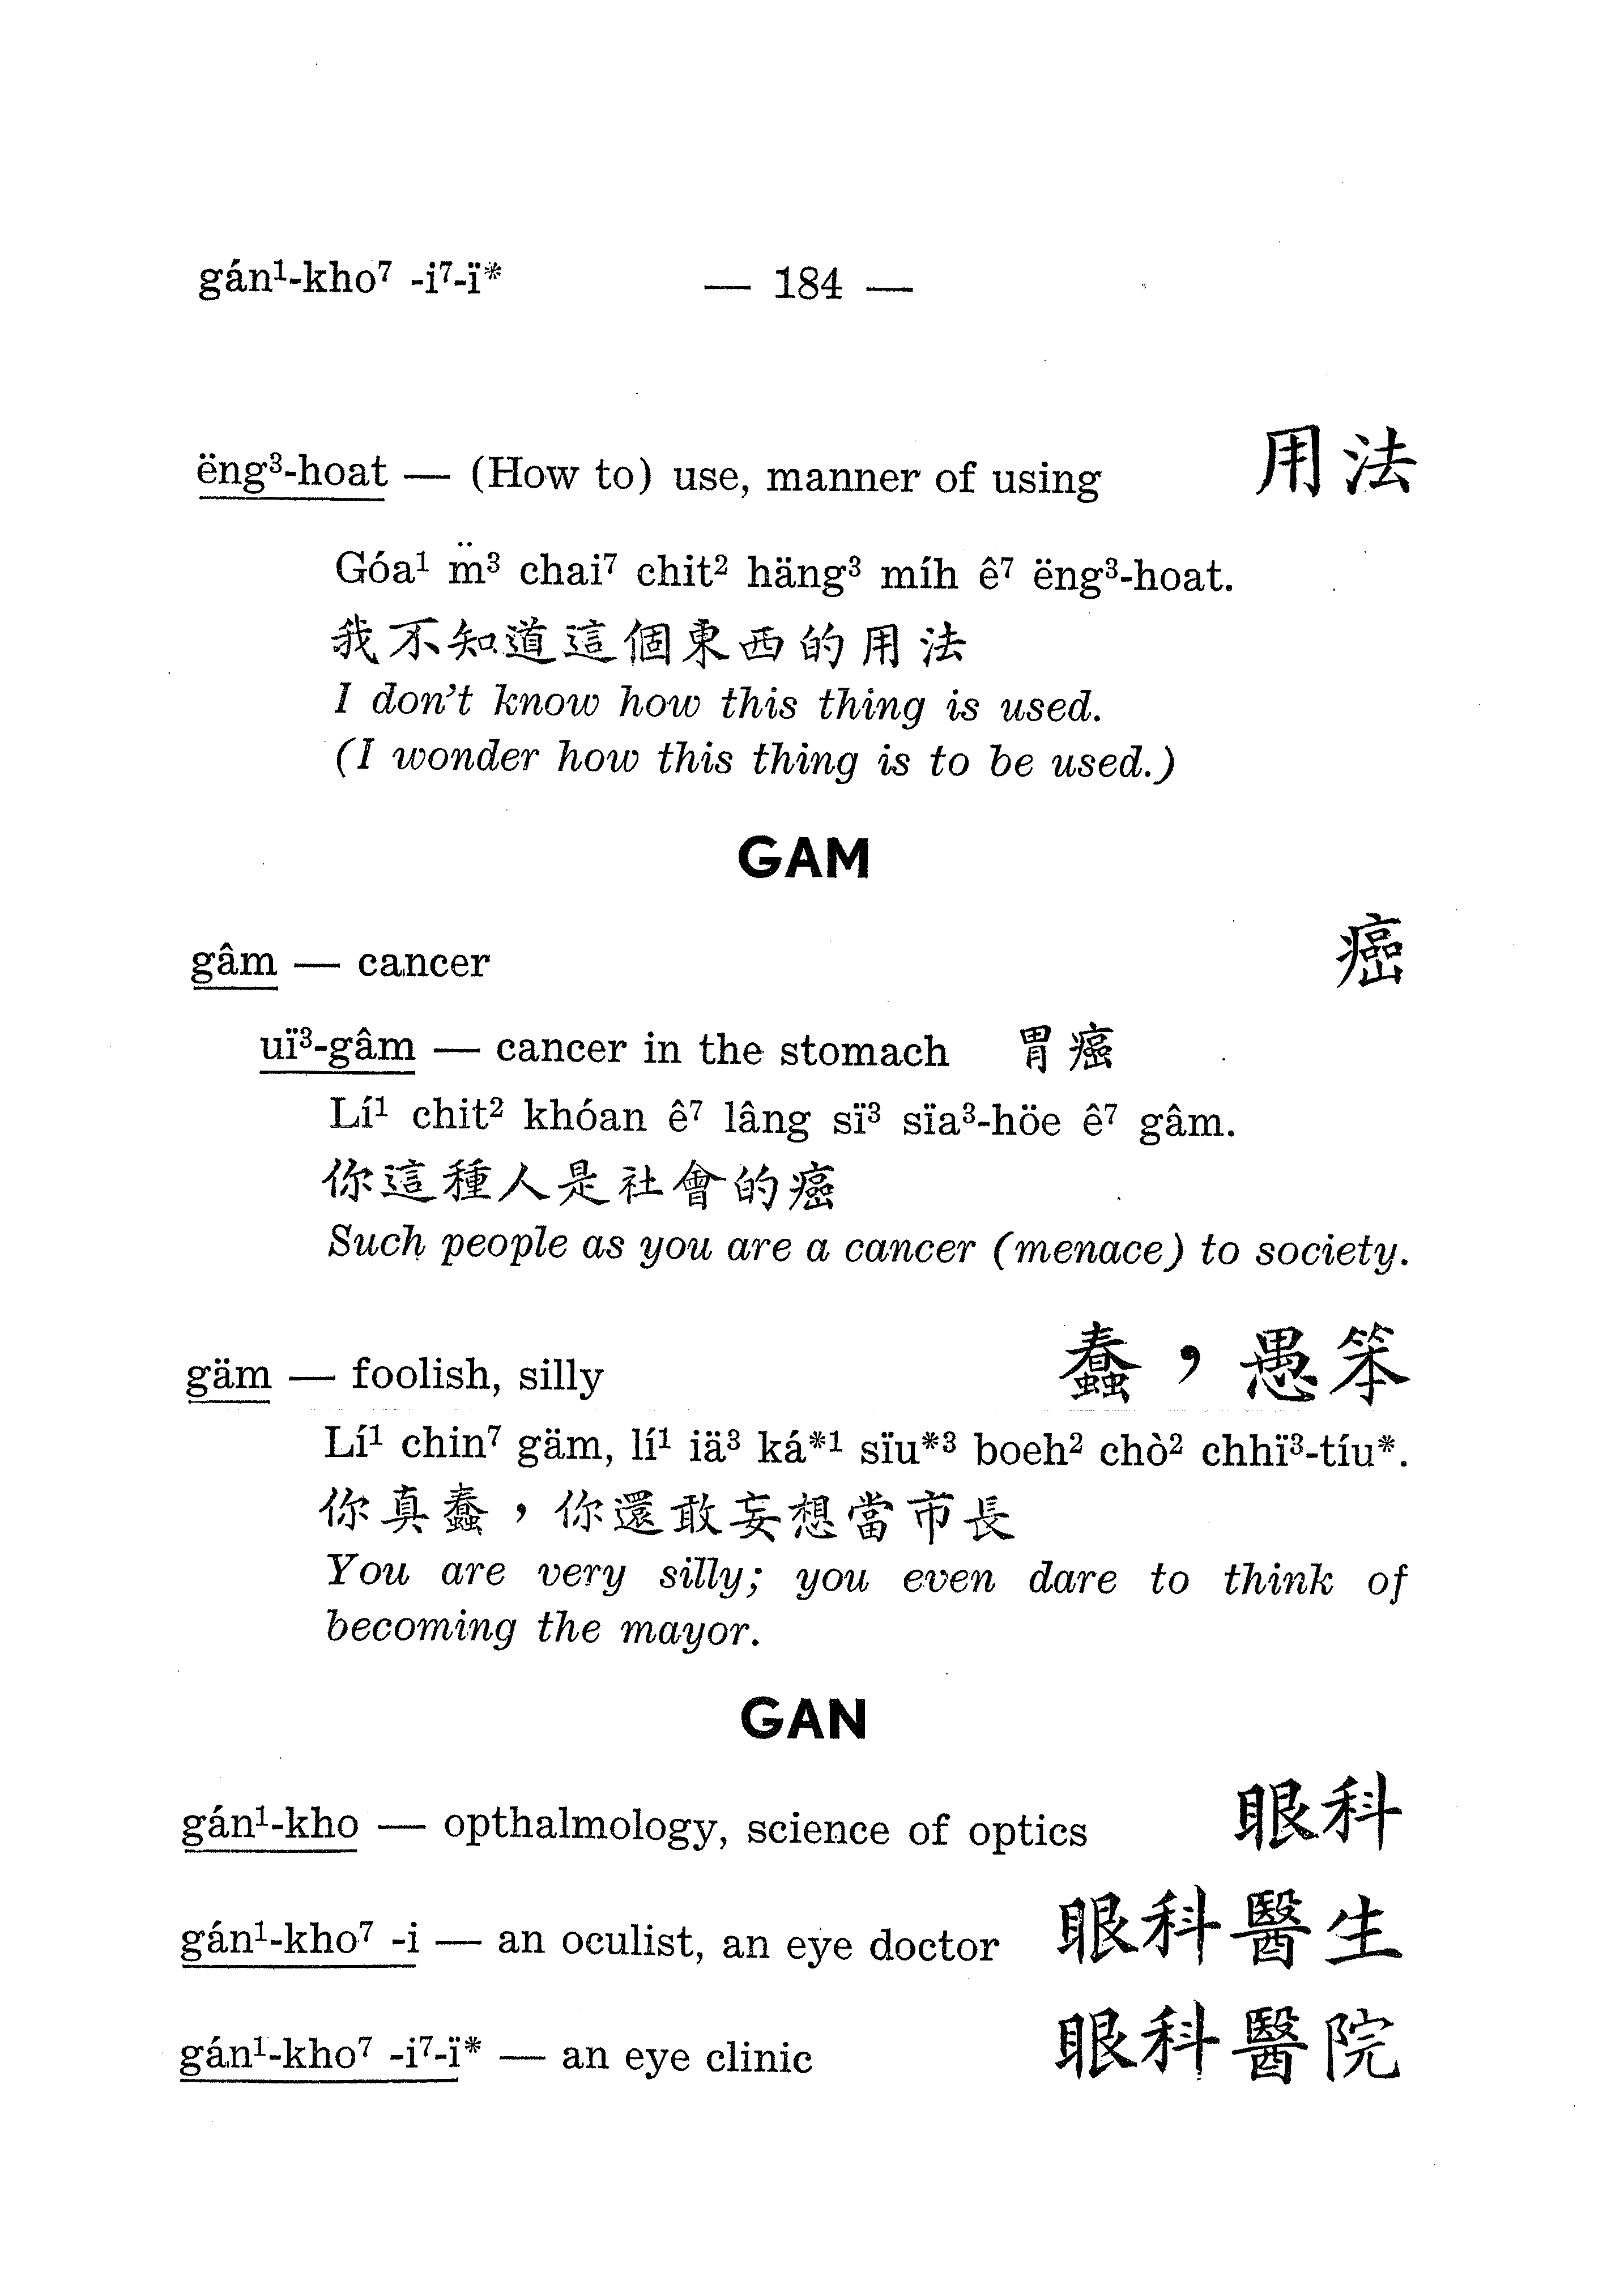 gán¹-kho⁷ -i⁷-ï* — 184 —
ëng³-hoat — (How to) use, manner of using 用法
Góa¹ m̈³ chai⁷ chit² häng³ míh ê⁷ ëng³-hoat.
我不知道這個東西的用法
I don't know how this thing is used.
(I wonder how this thing is to be used.)
GAM
gâm — cancer 癌
uï³-gâm — cancer in the stomach 胃癌
Lí¹ chit² khóan ê⁷ lâng sï³ sïa³-höe ê⁷ gâm.
你這種人是社會的癌
Such people as you are a cancer (menace) to society.
gäm — foolish, silly 蠢，愚笨
Lí¹ chin⁷ gäm, lí¹ iä³ ká*¹ sïu*³ boeh² chò² chhï³-tíu*.
你真蠢，你還敢妄想當市長
You are very silly; you even dare to think of
becoming the mayor.
GAN
gán¹-kho — opthalmology, science of optics 眼科
gán¹-kho⁷ -i — an oculist, an eye doctor 眼科醫生
gán¹-kho⁷ -i⁷-ï* — an eye clinic 眼科醫院